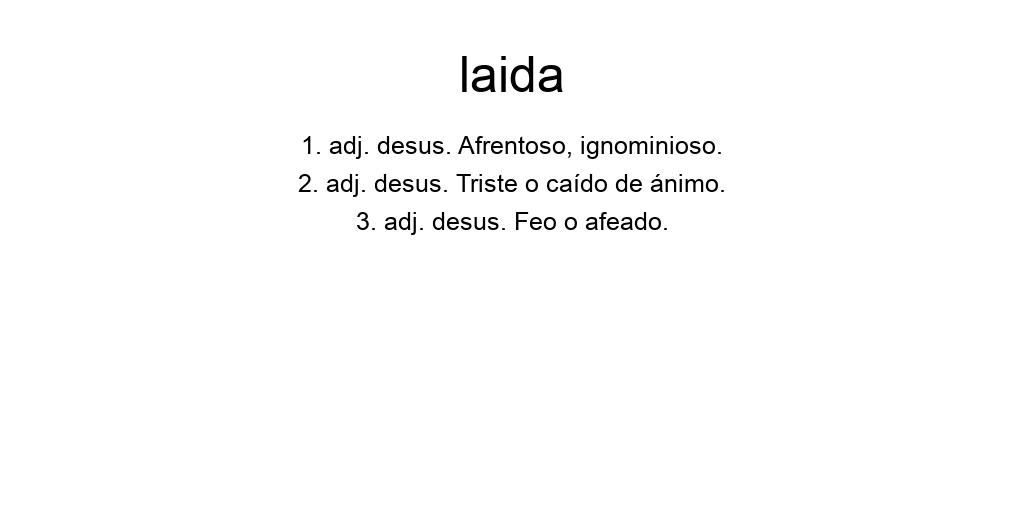 laida
1. adj. desus. Afrentoso, ignominioso.
2. adj. desus. Triste o caído de ánimo.
3. adj. desus. Feo o afeado.